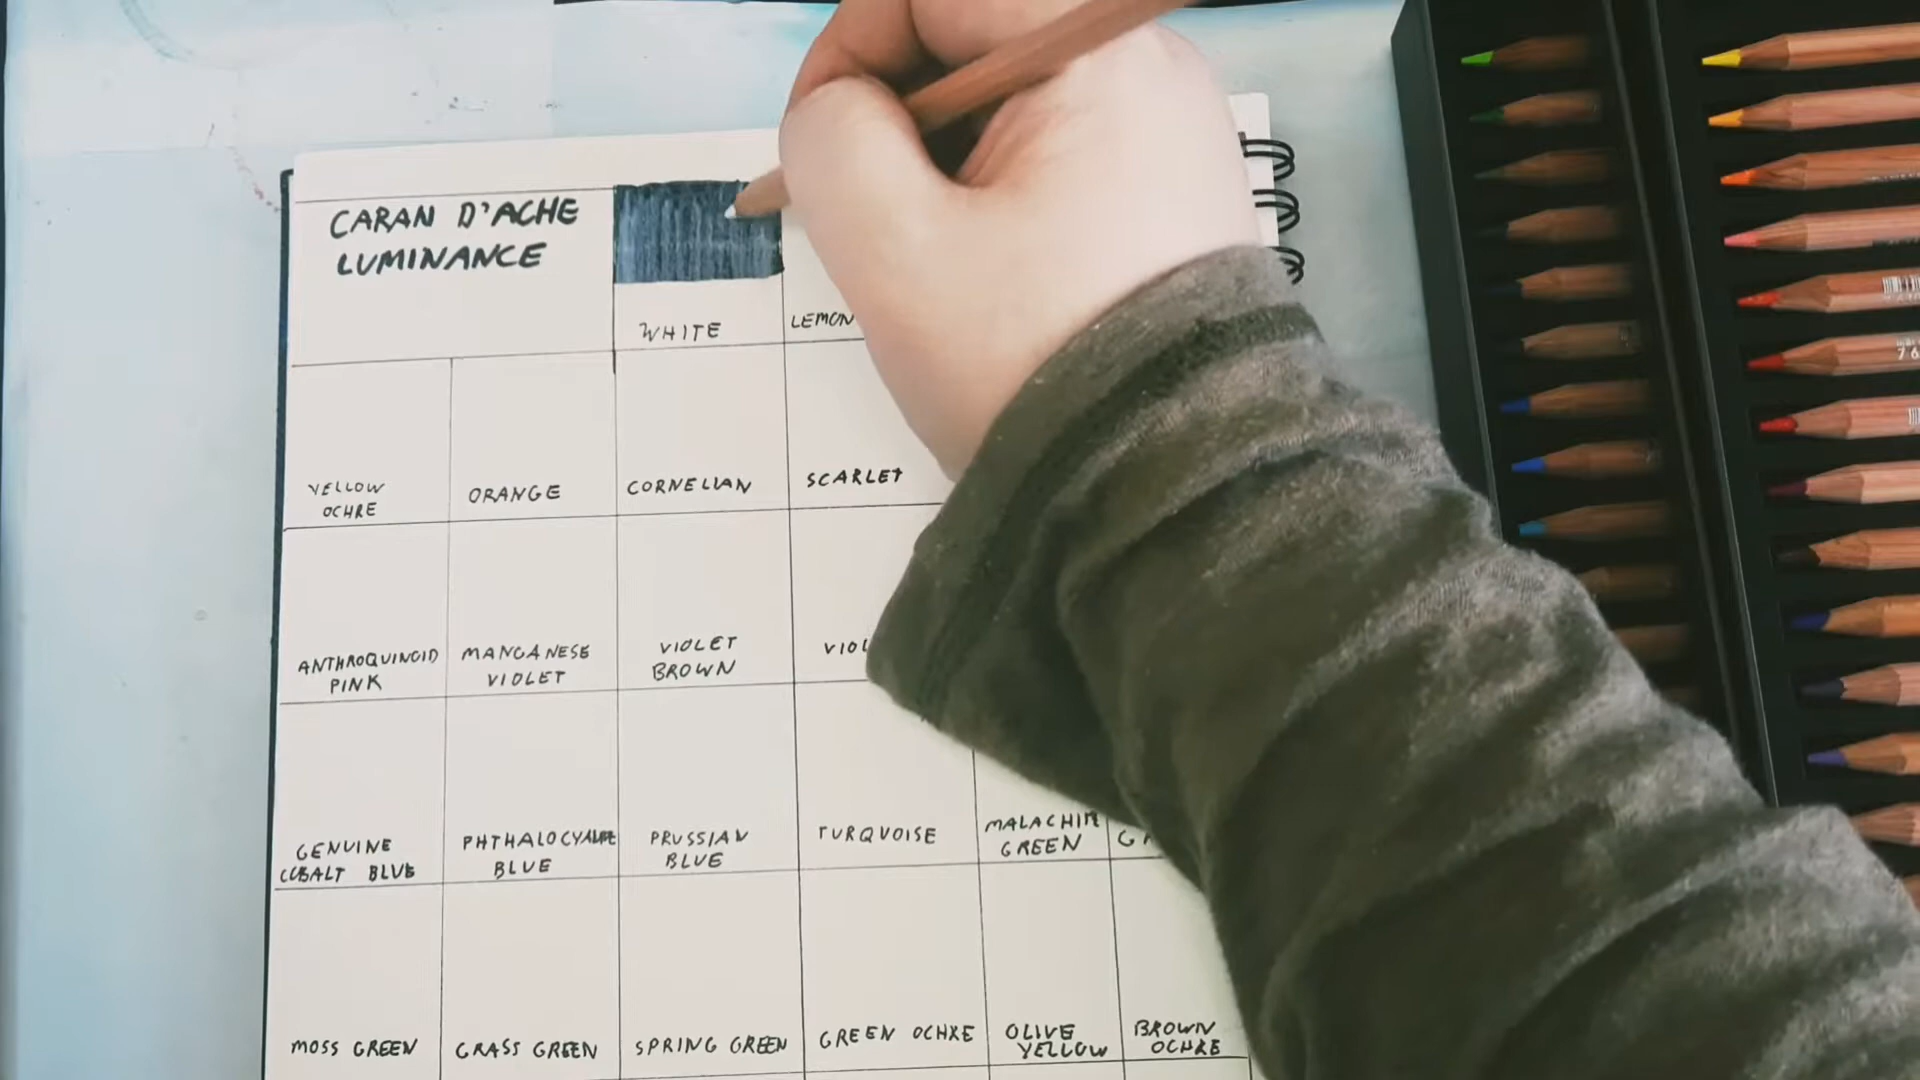 CARAN D'ACHE
LUMINANCE
WHITE
LEMON
YELLOW
OCHRE
ORANGE
CORNELIAN
SCARLET
ANTHROQUINOID
PINK
MANGANESE
VIOLET
VIOLET
BROWN
GENUINE
COBALT BLUE
PHTHALOCYANINE
BLUE
PRUSSIAN
BLUE
TURQUOISE
MALACHITE
GREEN
MOSS GREEN
GRASS GREEN
SPRING GREEN
GREEN OCHRE
OLIVE
YELLOW
BROWN
OCHRE
76